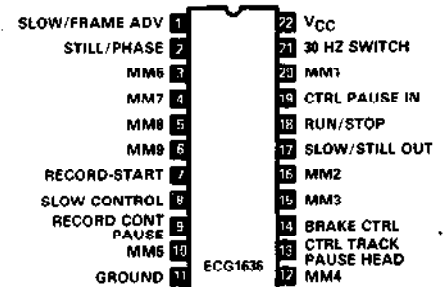 SLOW/FRAME ADV 1
STILL/PHASE 2
MM6 3
MM7 4
MM8 5
MM9 6
RECORD-START 7
SLOW CONTROL 8
RECORD CONT
PAUSE 9
MM5 10
GROUND 11
ECG1636
22 VCC
21 30 HZ SWITCH
20 MM1
19 CTRL PAUSE IN
18 RUN/STOP
17 SLOW/STILL OUT
16 MM2
15 MM3
14 BRAKE CTRL
13 CTRL TRACK
PAUSE HEAD
12 MM4